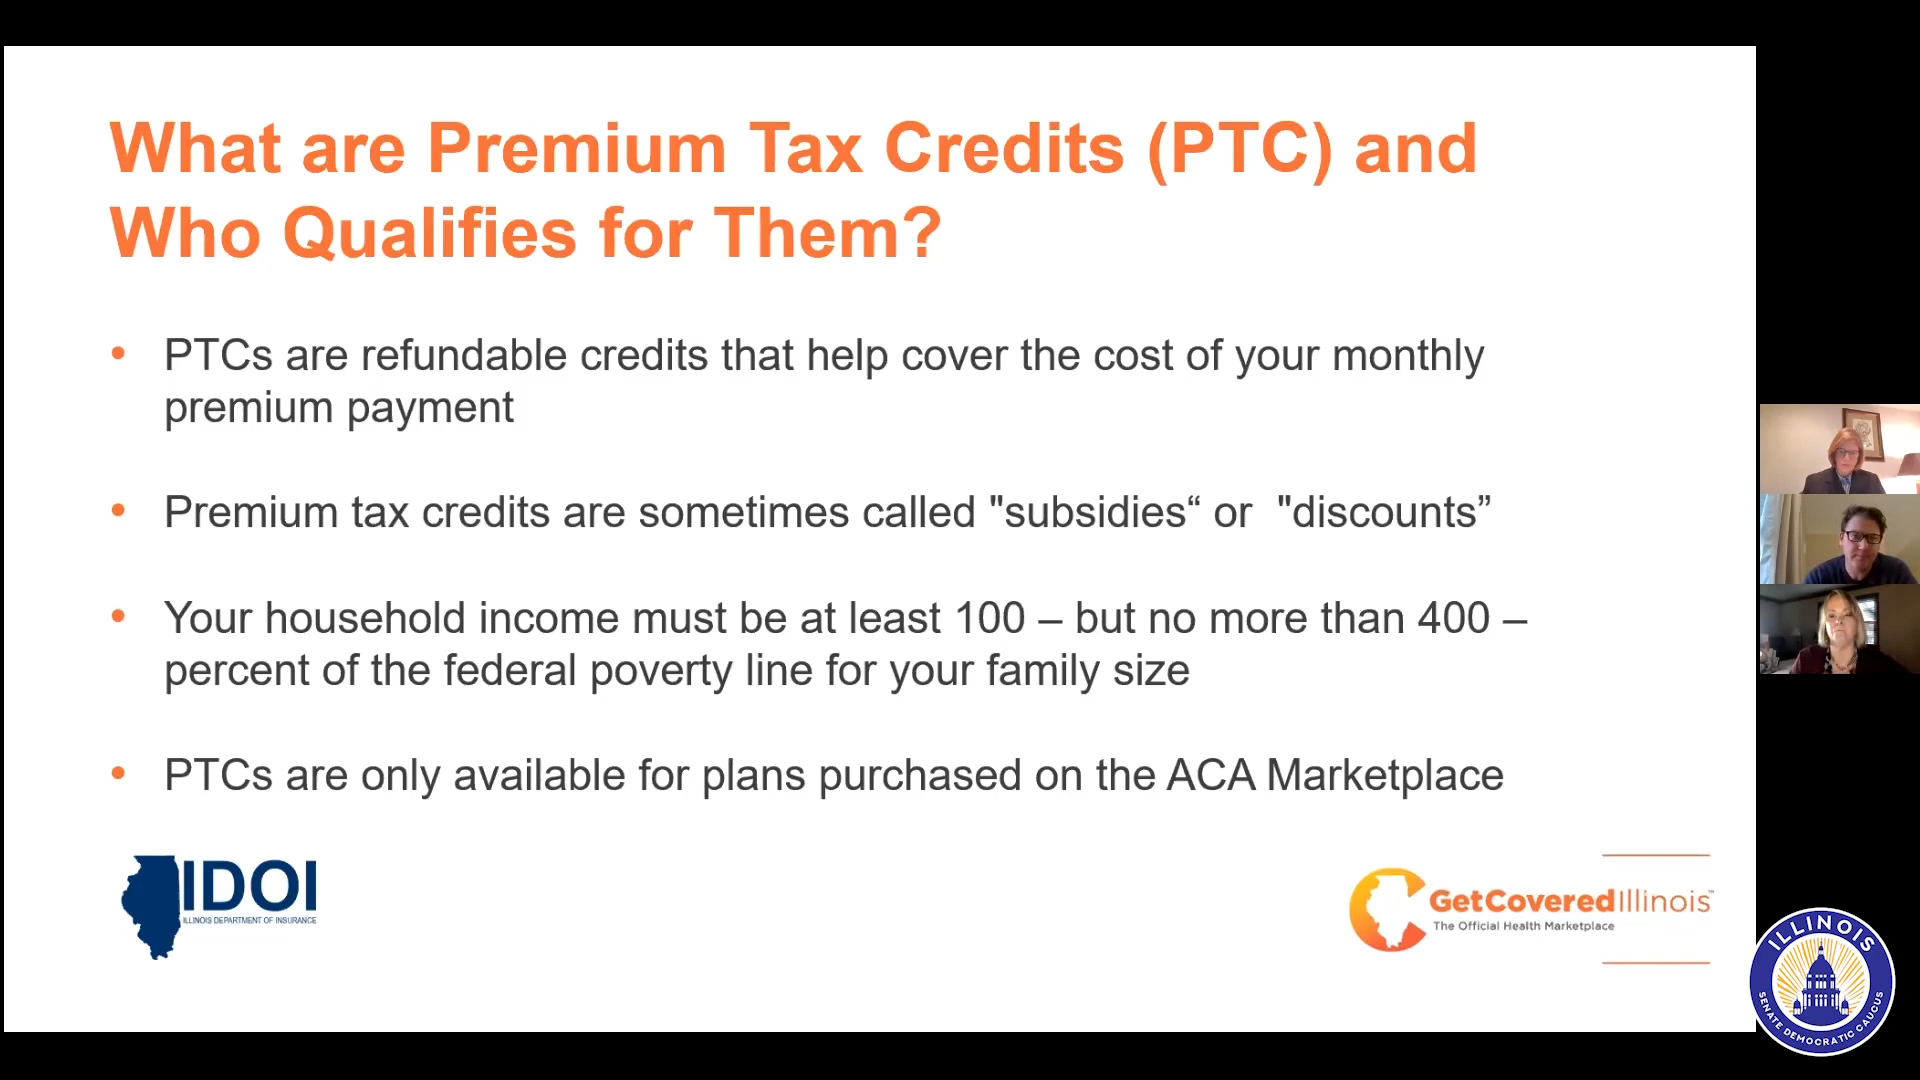 What are Premium Tax Credits (PTC) and
Who Qualifies for Them?
• PTCs are refundable credits that help cover the cost of your monthly
premium payment
• Premium tax credits are sometimes called "subsidies“ or  "discounts”
• Your household income must be at least 100 – but no more than 400 –
percent of the federal poverty line for your family size
• PTCs are only available for plans purchased on the ACA Marketplace
IDOI
ILLINOIS DEPARTMENT OF INSURANCE
GetCoveredIllinois™
The Official Health Marketplace
ILLINOIS
SENATE DEMOCRATIC CAUCUS